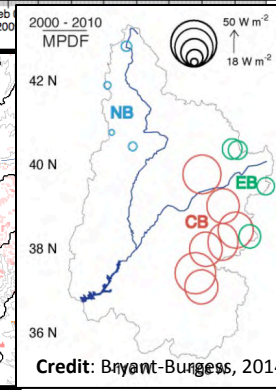 2000 - 2010
MPDF
50 W m⁻²
18 W m⁻²
42 N
NB
40 N
EB
CB
38 N
36 N
Credit: Bryant-Burgess, 2014